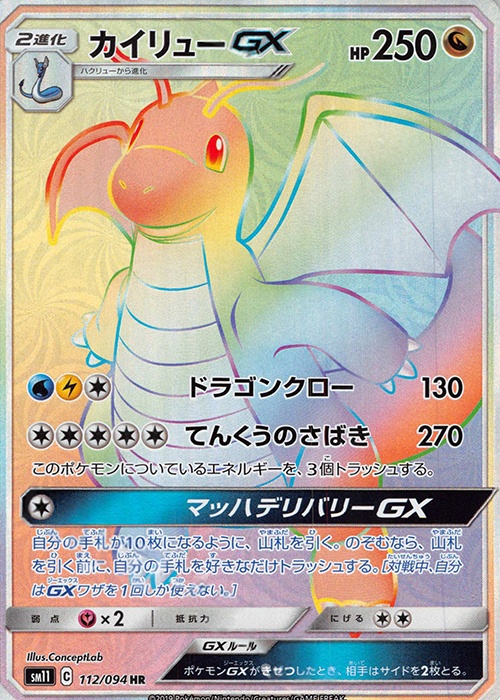 2進化 カイリューGX HP250
ハクリューから進化
ドラゴンクロー 130
てんくうのさばき 270
このポケモンについているエネルギーを、3個トラッシュする。
マッハデリバリーGX
自分の手札が10枚になるように、山札を引く。のぞむなら、山札
を引く前に、自分の手札を好きなだけトラッシュする。[対戦中、自分
はGXワザを1回しか使えない。]
弱点 ×2 抵抗力 にげる
GXルール
ポケモンGXがきぜつしたとき、相手はサイドを2枚とる。
Illus.ConceptLab
sm11 C 112/094 HR
©2019 Pokémon/Nintendo/Creatures/GAME FREAK